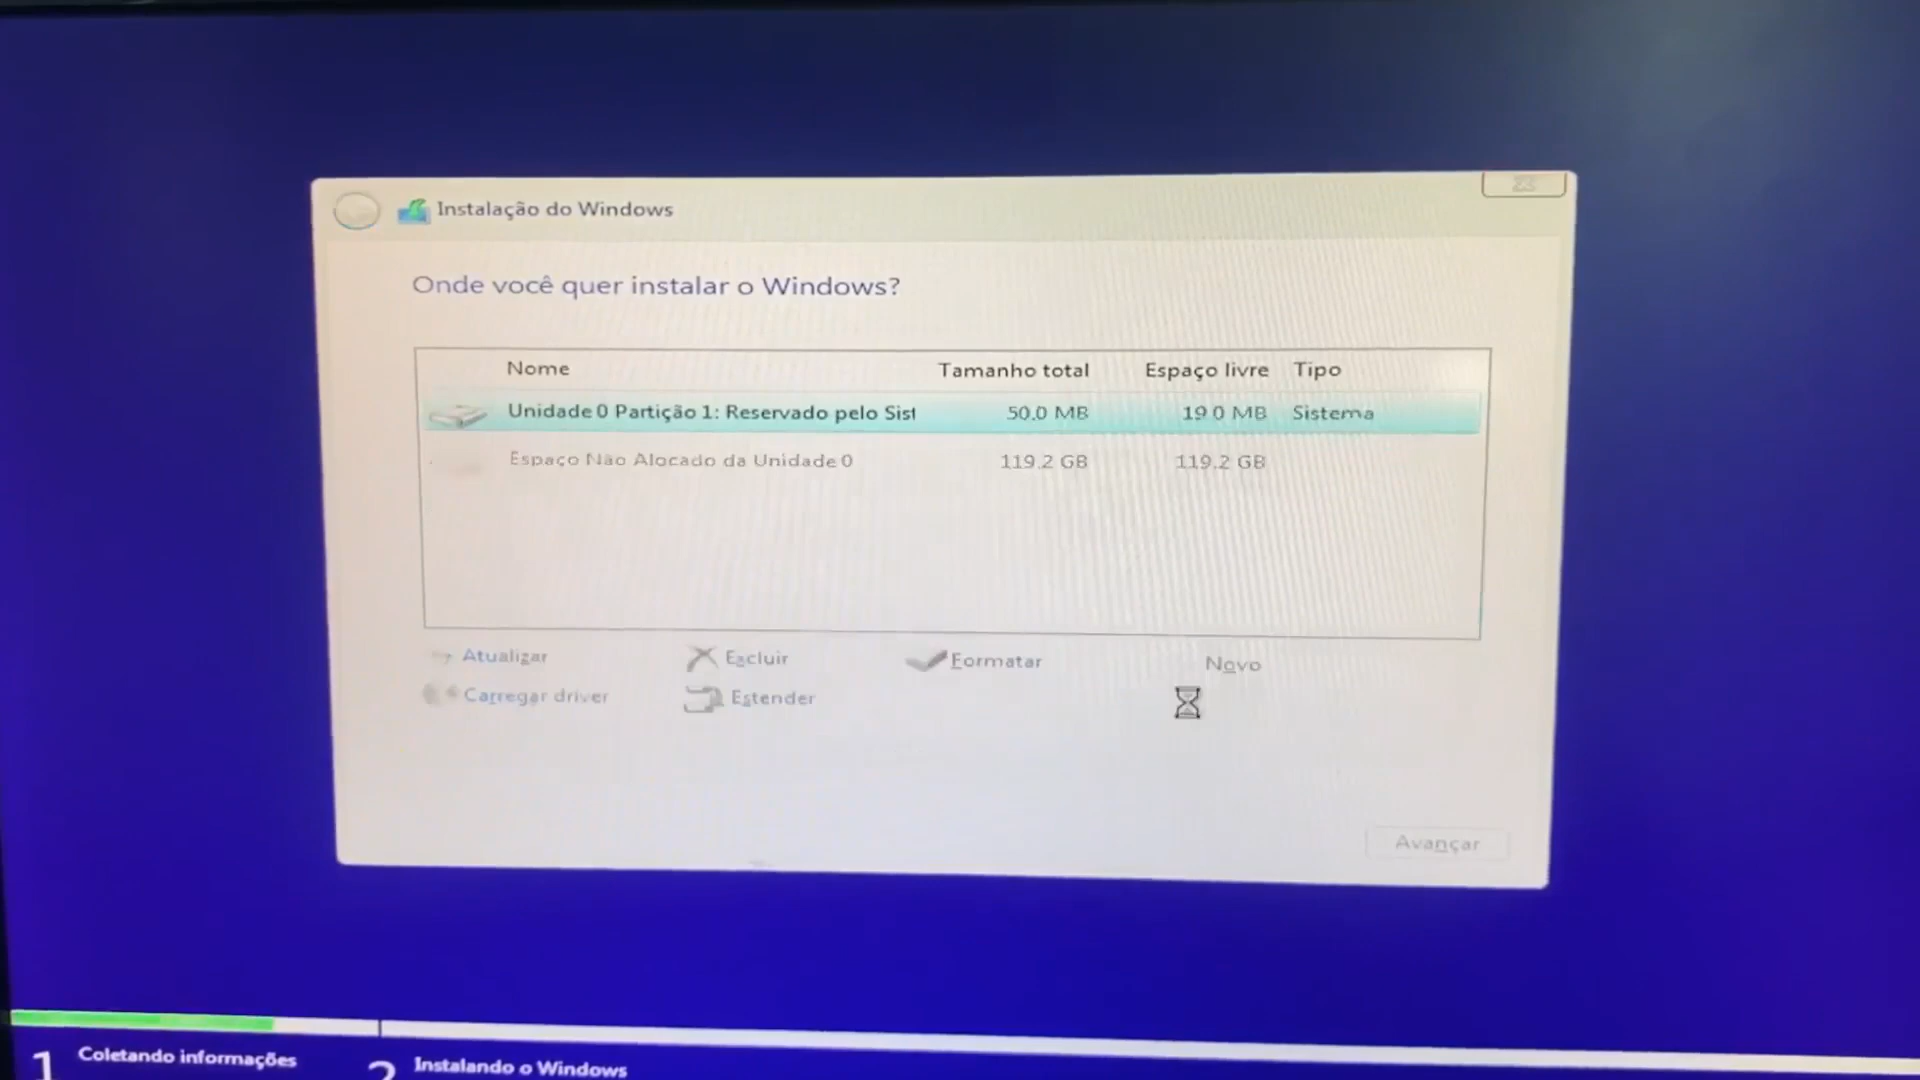 Instalação do Windows
Onde você quer instalar o Windows?
Nome Tamanho total Espaço livre Tipo
Unidade 0 Partição 1: Reservado pelo Sist 50.0 MB 19.0 MB Sistema
Espaço Não Alocado da Unidade 0 119.2 GB 119.2 GB
Atualizar Excluir Formatar Novo
Carregar driver Estender
Avançar
1 Coletando informações 2 Instalando o Windows